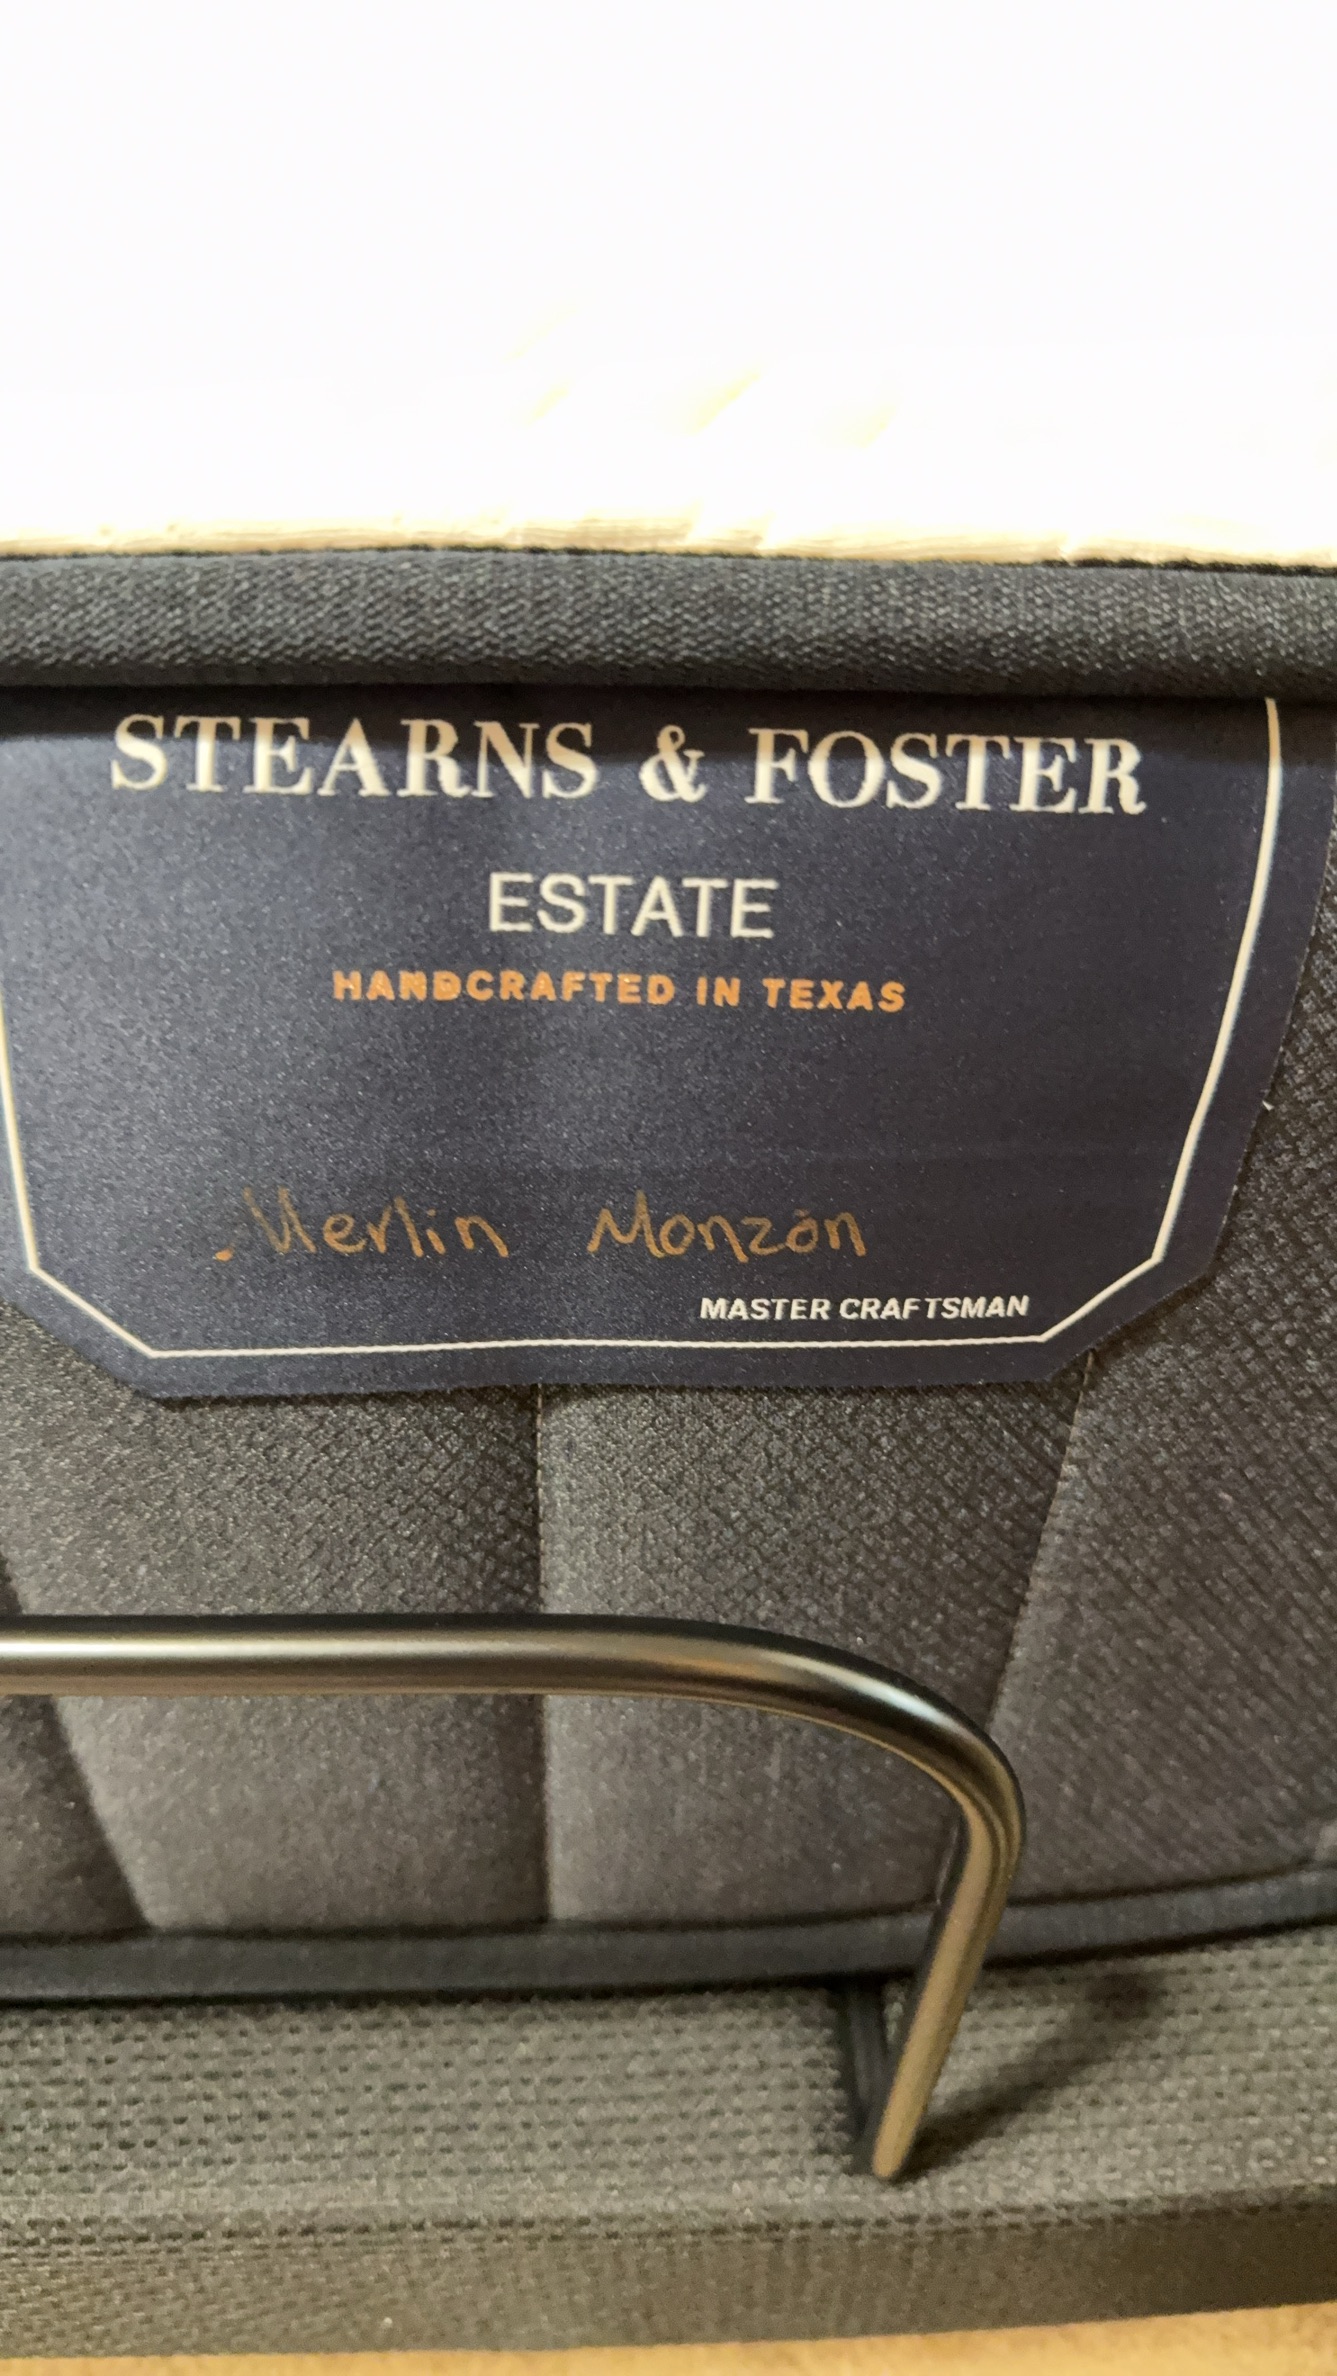 STEARNS & FOSTER
ESTATE
HANDCRAFTED IN TEXAS
Merlin Monzón
MASTER CRAFTSMAN